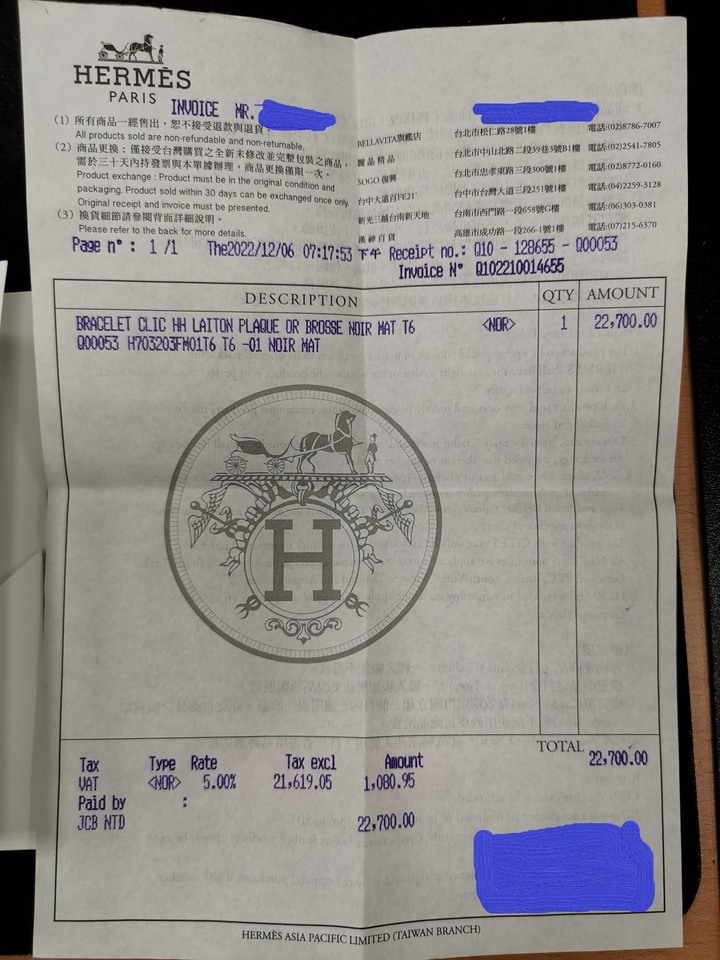 HERMÈS
PARIS
INVOICE MR.
(1) 所有商品一經售出，恕不接受退款與退貨。
All products sold are non-refundable and non-returnable.
(2) 商品更換：僅接受台灣購買之全新未修改並完整包裝之商品，
需於三十天內持發票與本單據辦理，商品更換僅限一次。
Product exchange : Product must be in the original condition and
packaging. Product sold within 30 days can be exchanged once only.
Original receipt and invoice must be presented.
(3) 換貨細節請參閱背面詳細說明。
Please refer to the back for more details.
BELLAVITA旗艦店 台北市松仁路28號1樓 電話:(02)8786-7007
麗晶精品 台北市中山北路二段39巷3號B1樓 電話:(02)2541-7805
SOGO 復興 台北市忠孝東路三段300號1樓 電話:(02)8772-0160
台中大遠百FE21' 台中市台灣大道三段251號1樓 電話:(04)2259-3128
新光三越台南新天地 台南市西門路一段658號G樓 電話:(06)303-0381
漢神百貨 高雄市成功一路266-1號1樓 電話:(07)215-6370
Page n° : 1 /1 The2022/12/06 07:17:53 下午 Receipt no.: Q10 - 128655 - Q00053
Invoice N° Q102210014655
DESCRIPTION QTY AMOUNT
BRACELET CLIC HH LAITON PLAQUE OR BROSSE NOIR MAT T6 <NOR> 1 22,700.00
Q00053 H703203FM01T6 T6 -01 NOIR MAT
H
TOTAL
22,700.00
Tax Type Rate Tax excl Amount
VAT <NOR> 5.00% 21,619.05 1,080.95
Paid by :
JCB NTD 22,700.00
HERMÈS ASIA PACIFIC LIMITED (TAIWAN BRANCH)